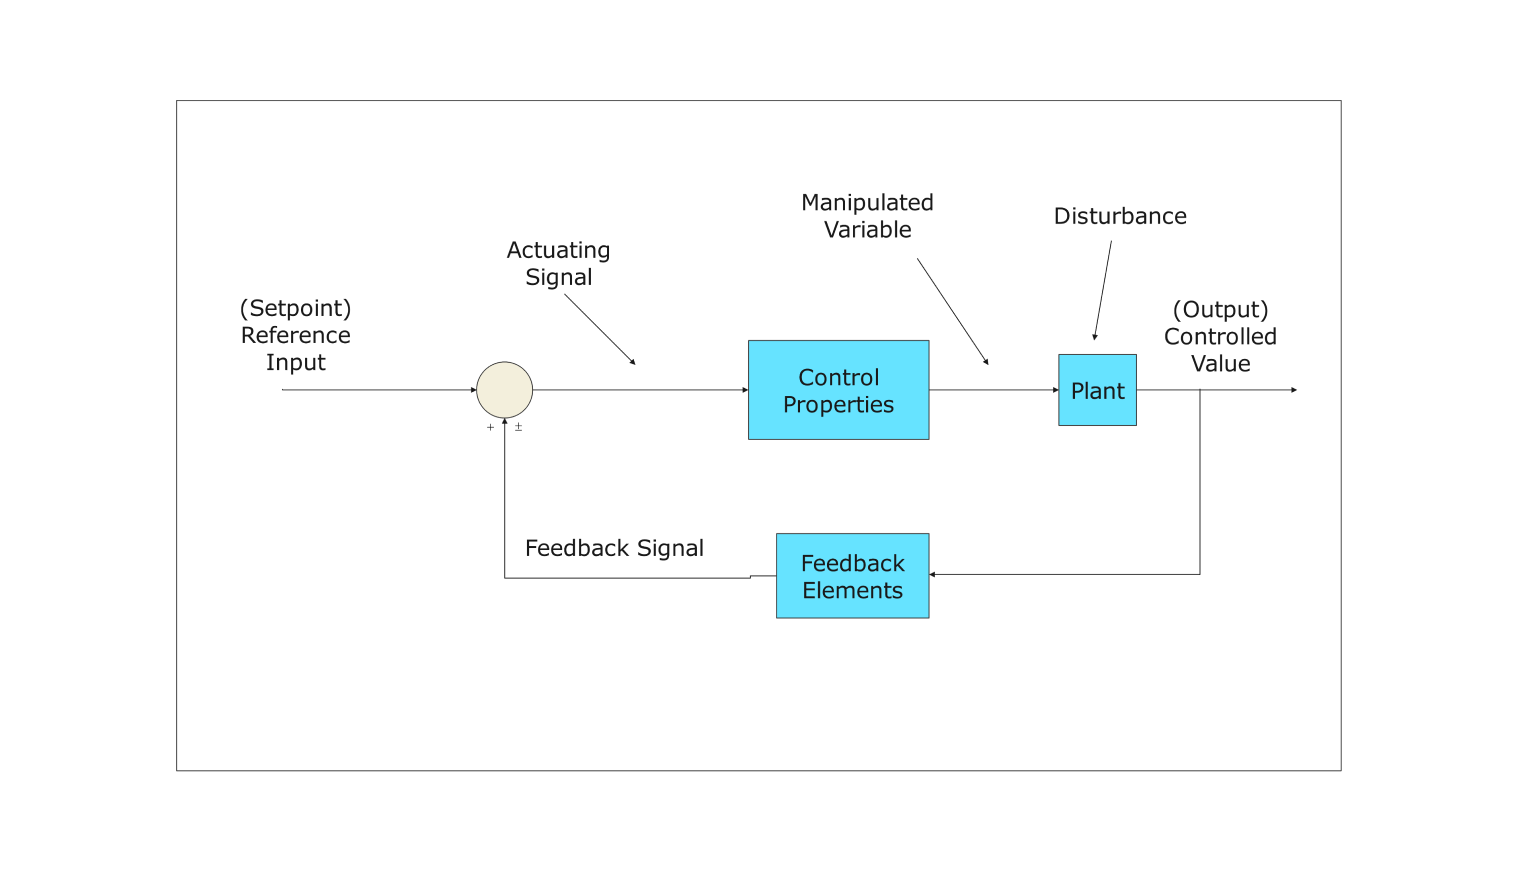 Manipulated
Variable
Disturbance
Actuating
Signal
(Setpoint)
Reference
Input
(Output)
Controlled
Value
Control
Properties
Plant
+ ±
Feedback Signal
Feedback
Elements